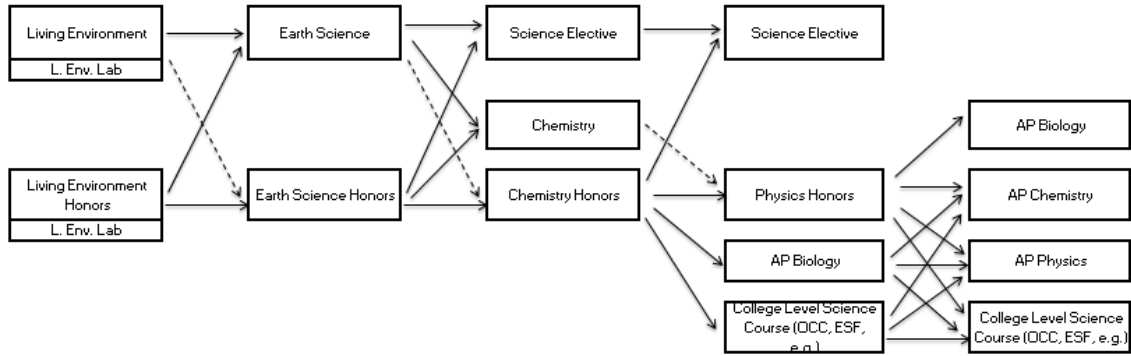 Living Environment
L. Env. Lab
Earth Science
Science Elective
Science Elective
Chemistry
AP Biology
Living Environment
Honors
L. Env. Lab
Earth Science Honors
Chemistry Honors
Physics Honors
AP Chemistry
AP Biology
AP Physics
College Level Science
Course (OCC, ESF,
e.g.)
College Level Science
Course (OCC, ESF, e.g.)